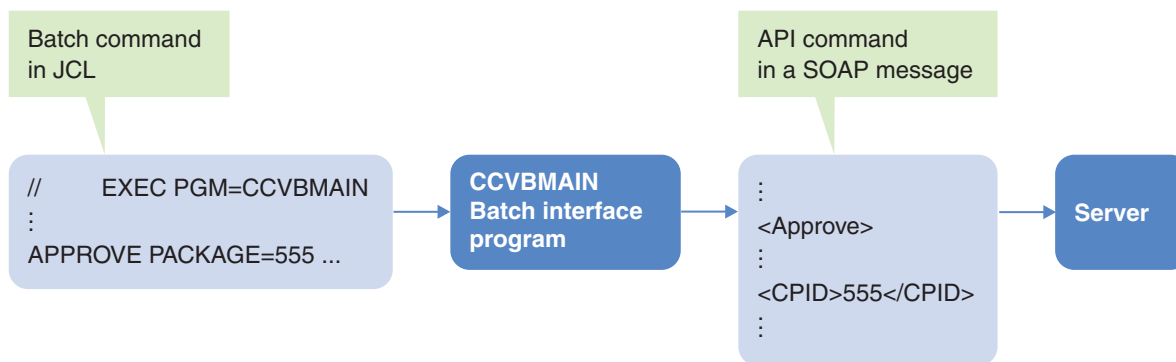 Batch command
in JCL
API command
in a SOAP message
// EXEC PGM=CCVBMAIN
⋮
APPROVE PACKAGE=555 ...
CCVBMAIN
Batch interface
program
⋮
<Approve>
⋮
<CPID>555</CPID>
⋮
Server